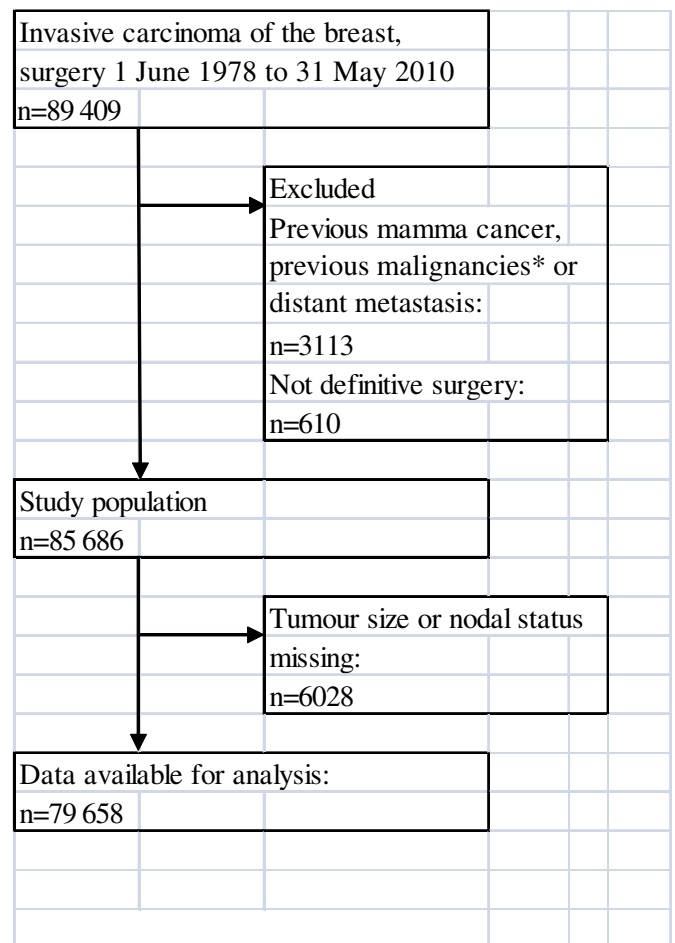 Invasive carcinoma of the breast,
surgery 1 June 1978 to 31 May 2010
n=89 409
Excluded
Previous mamma cancer,
previous malignancies* or
distant metastasis:
n=3113
Not definitive surgery:
n=610
Study population
n=85 686
Tumour size or nodal status
missing:
n=6028
Data available for analysis:
n=79 658